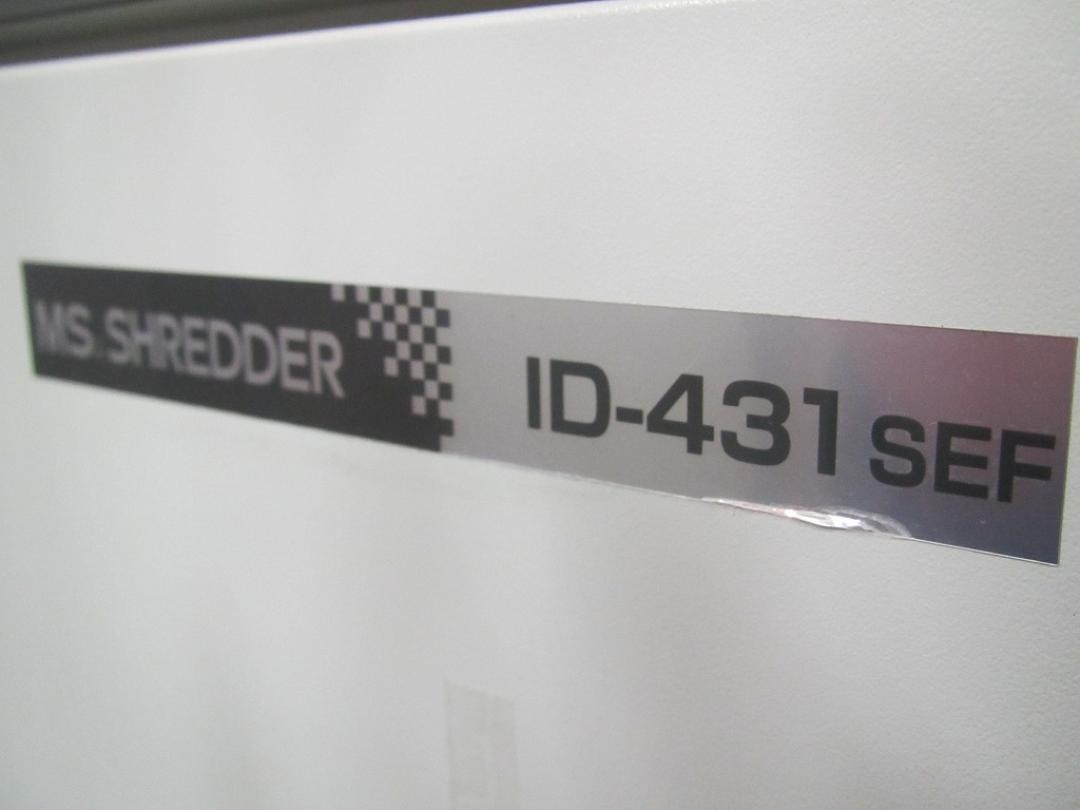 MS. SHREDDER ID-431SEF